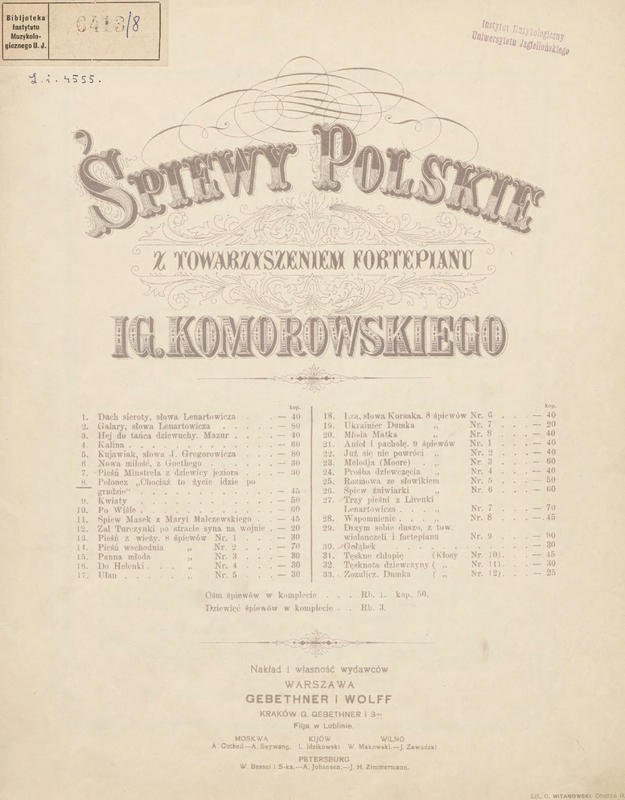 Bibljoteka
Instytutu
Muzykolo-
gicznego U. J.
6413/8
I. i. 4555.
Instytut Muzykologiczny
Uniwersytetu Jagiellońskiego
ŚPIEWY POLSKIE
Z TOWARZYSZENIEM FORTEPIANU
IG. KOMOROWSKIEGO
kop.
1. Duch sieroty, słowa Lenartowicza . . . — 40
2. Galary, słowa Lenartowicza . . . — 80
3. Hej do tańca dziewuchy. Mazur . . . — 40
4. Kalina . . . — 60
5. Kujawiak, słowa J. Gregorowicza . . . — 80
6. Nowa miłość, z Goethego . . . — 30
7. Pieśń Minstrela z dziewicy jeziora . . . — 30
8. Polonez „Chociaż to życie idzie po
grudzie" . . . — 45
9. Kwiaty . . . — 50
10. Po Wiśle . . . — 60
11. Śpiew Masek z Maryi Malczewskiego . — 45
12. Żal Turczynki po stracie syna na wojnie . — 20
13. Pieśń z wieży. 8 śpiewów Nr. 1 . . . — 30
14. Pieśń wschodnia „ Nr. 2 . . . — 70
15. Panna młoda „ Nr. 3 . . . — 30
16. Do Helenki . . „ Nr. 4 . . . — 30
17. Ułan . . . „ Nr. 5 . . . — 30
kop.
18. Łza, słowa Korsaka. 8 śpiewów Nr. 6 . . . — 40
19. Ukrainiec Dumka „ Nr. 7 . . . — 20
20. Młoda Matka „ Nr. 8 . . . — 40
21. Anioł i pacholę. 9 śpiewów Nr. 1 . . . — 40
22. Już się nie powróci „ Nr. 2 . . . — 40
23. Melodja (Moore) „ Nr. 3 . . . — 60
24. Prośba dziewczęcia „ Nr. 4 . . . — 40
25. Rozmowa ze słowikiem Nr. 5 . . . — 50
26. Śpiew żniwiarki „ Nr. 6 . . . — 60
27. Trzy pieśni z Lirenki
Lenartowicza . . „ Nr. 7 . . . — 70
28. Wspomnienie . . . „ Nr. 8 . . . — 45
29. Drzym sobie duszo, z tow.
wiolonczeli i fortepianu Nr. 9 . . . — 90
30. Gołąbek . . . — 30
31. Tęskne chłopię (Kłosy Nr. 10) . . . — 45
32. Tęsknota dziewczyny ( „ Nr. 11) . . . — 30
33. Zozulicz. Dumka ( „ Nr. 12) . . . — 25
Ośm śpiewów w komplecie . . . Rb. 1. kop. 50.
Dziewięć śpiewów w komplecie . . Rb. 3.
Nakład i własność wydawców
WARSZAWA
GEBETHNER I WOLFF
KRAKÓW G. GEBETHNER i Ska
Filja w Lublinie.
MOSKWA KIJÓW WILNO
A. Gutheil—A. Seywang. L. Idzikowski W. Makowski.—J. Zawadzki
PETERSBURG
W. Bessel i S-ka.—A. Johansen.—J. H. Zimmermann.
Lit. C. WITANOWSKI